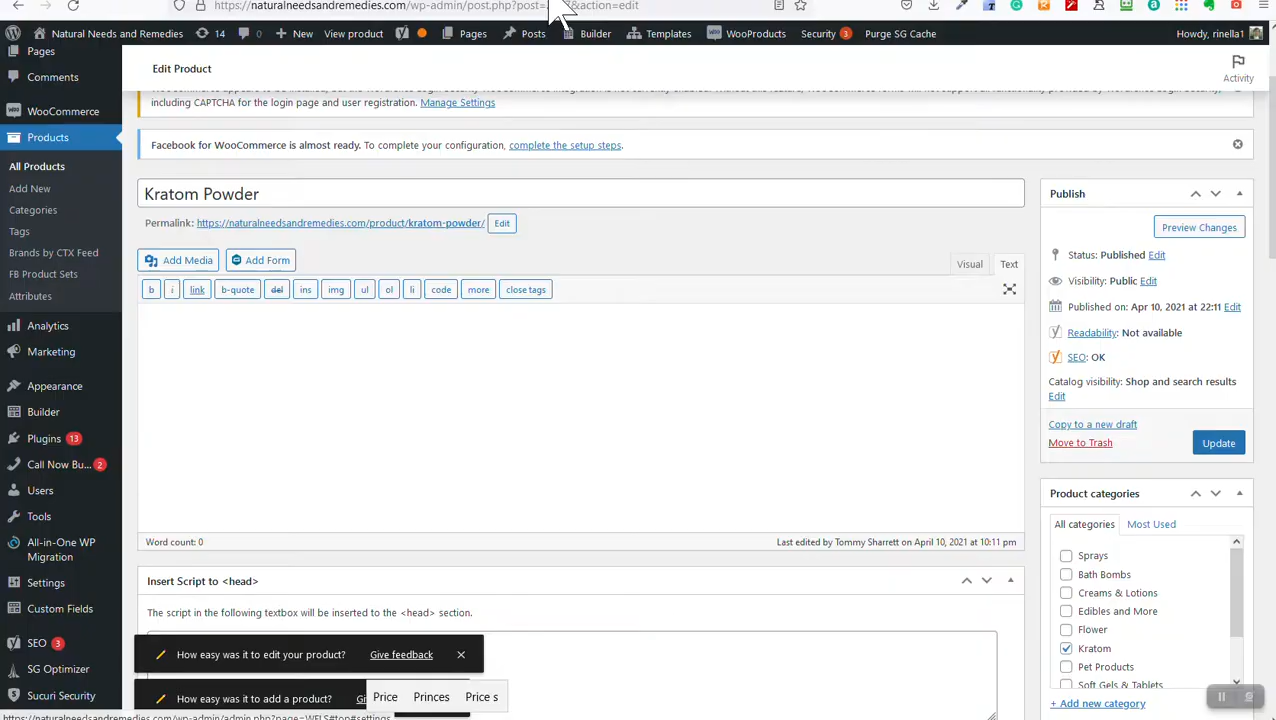 https://naturalneedsandremedies.com/wp-admin/post.php?post= &action=edit
Natural Needs and Remedies 14 0 + New View product Pages Posts Builder Templates WooProducts Security 3 Purge SG Cache Howdy, rinella1
Pages
Comments
WooCommerce
Products
All Products
Add New
Categories
Tags
Brands by CTX Feed
FB Product Sets
Attributes
Analytics
Marketing
Appearance
Builder
Plugins 13
Call Now Bu... 2
Users
Tools
All-in-One WP
Migration
Settings
Custom Fields
SEO 3
SG Optimizer
Sucuri Security
Edit Product
Activity
including CAPTCHA for the login page and user registration. Manage Settings
Facebook for WooCommerce is almost ready. To complete your configuration, complete the setup steps.
Kratom Powder
Permalink: https://naturalneedsandremedies.com/product/kratom-powder/ Edit
Add Media Add Form
Visual Text
b i link b-quote del ins img ul ol li code more close tags
Word count: 0
Last edited by Tommy Sharrett on April 10, 2021 at 10:11 pm
Insert Script to <head>
The script in the following textbox will be inserted to the <head> section.
How easy was it to edit your product? Give feedback
How easy was it to add a product?
Price Princes Price s
Publish
Preview Changes
Status: Published Edit
Visibility: Public Edit
Published on: Apr 10, 2021 at 22:11 Edit
Readability: Not available
SEO: OK
Catalog visibility: Shop and search results
Edit
Copy to a new draft
Move to Trash
Update
Product categories
All categories Most Used
Sprays
Bath Bombs
Creams & Lotions
Edibles and More
Flower
Kratom
Pet Products
Soft Gels & Tablets
+ Add new category
https://naturalneedsandremedies.com/wp-admin/admin.php?page=WFLS#top#settings